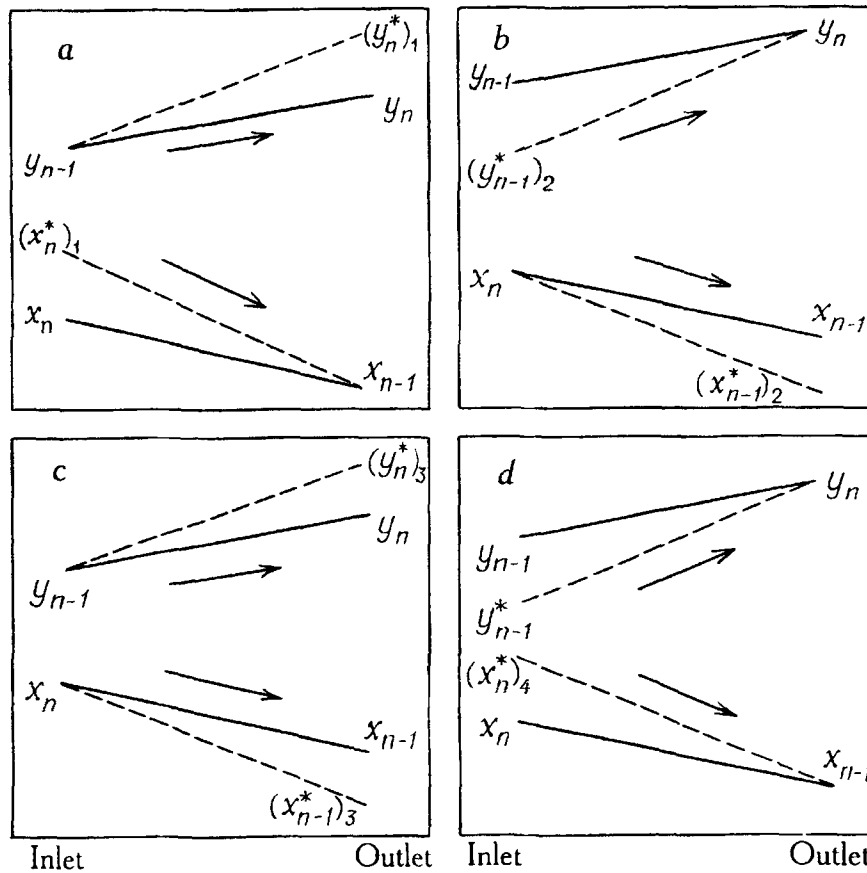 a
(y*n)1
yn
yn-1
(x*n)1
xn
xn-1
b
yn
yn-1
(y*n-1)2
xn
xn-1
(x*n-1)2
c
(y*n)3
yn
yn-1
xn
xn-1
(x*n-1)3
d
yn
yn-1
y*n-1
(x*n)4
xn
xn-1
Inlet Outlet Inlet Outlet